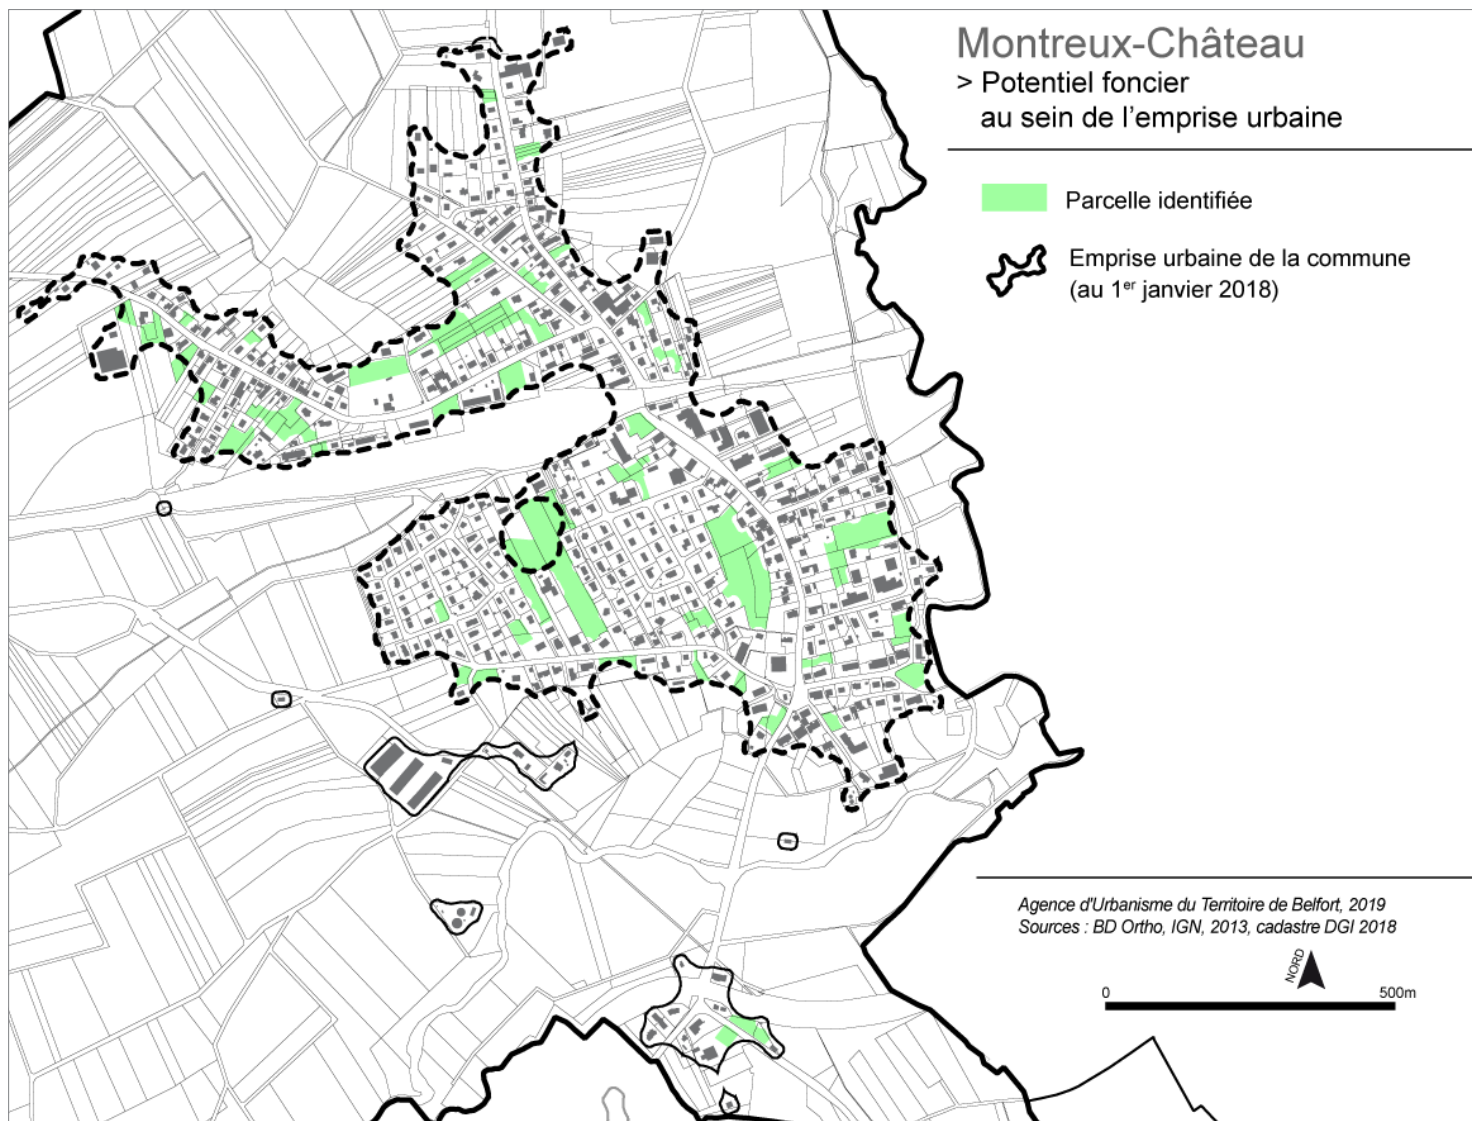 Montreux-Château
> Potentiel foncier
au sein de l'emprise urbaine
Parcelle identifiée
Emprise urbaine de la commune
(au 1er janvier 2018)
Agence d'Urbanisme du Territoire de Belfort, 2019
Sources : BD Ortho, IGN, 2013, cadastre DGI 2018
NORD
0
500m